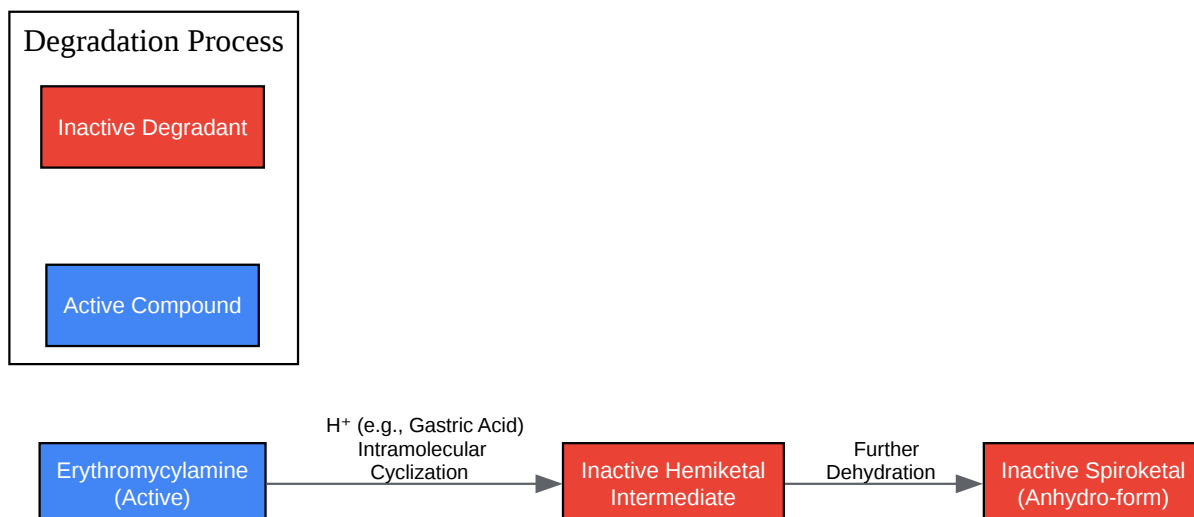 Degradation Process
Inactive Degradant
Active Compound
H⁺ (e.g., Gastric Acid)
Intramolecular
Cyclization
Further
Dehydration
Erythromycylamine
(Active)
Inactive Hemiketal
Intermediate
Inactive Spiroketal
(Anhydro-form)